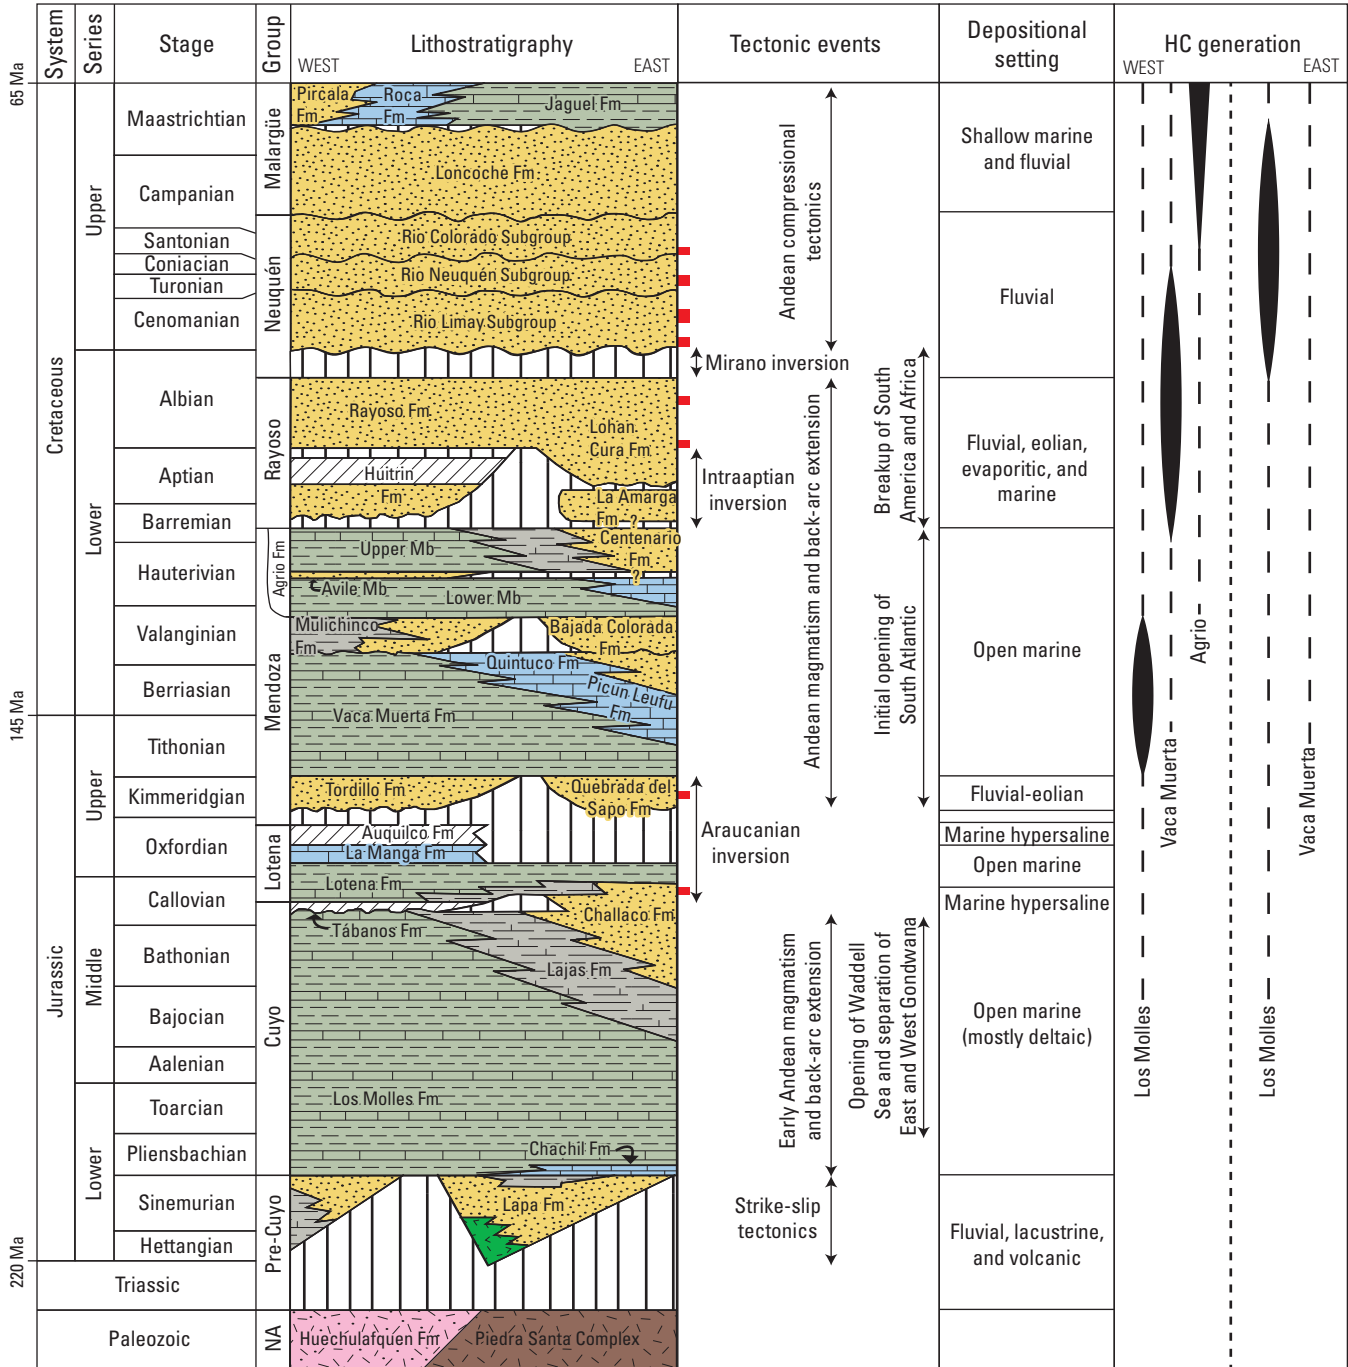 System
Series
Stage
Group
Lithostratigraphy
WEST
EAST
Tectonic events
Depositional
setting
HC generation
WEST
EAST
65 Ma
145 Ma
220 Ma
Cretaceous
Jurassic
Triassic
Paleozoic
Upper
Lower
Upper
Middle
Lower
Maastrichtian
Campanian
Santonian
Coniacian
Turonian
Cenomanian
Albian
Aptian
Barremian
Hauterivian
Valanginian
Berriasian
Tithonian
Kimmeridgian
Oxfordian
Callovian
Bathonian
Bajocian
Aalenian
Toarcian
Pliensbachian
Sinemurian
Hettangian
Malargüe
Neuquén
Rayoso
Agrio Fm
Mendoza
Lotena
Cuyo
Pre-Cuyo
NA
Pircala
Fm
Roca
Fm
Jaguel Fm
Loncoche Fm
Rio Colorado Subgroup
Rio Neuquén Subgroup
Rio Limay Subgroup
Rayoso Fm
Lohan
Cura Fm
Huitrin
Fm
La Amarga
Fm ?
Upper Mb
Centenario
Fm
?
Avile Mb
Lower Mb
Mulichinco
Fm
Bajada Colorada
Fm
Quintuco Fm
Picun Leufu
Fm
Vaca Muerta Fm
Tordillo Fm
Quebrada del
Sapo Fm
Auquilco Fm
La Manga Fm
Lotena Fm
Challaco Fm
Tábanos Fm
Lajas Fm
Los Molles Fm
Chachil Fm
Lapa Fm
Huechulafquen Fm
Piedra Santa Complex
Andean compressional
tectonics
Mirano inversion
Intraaptian
inversion
Andean magmatism and back-arc extension
Breakup of South
America and Africa
Initial opening of
South Atlantic
Araucanian
inversion
Early Andean magmatism
and back-arc extension
Opening of Waddell
Sea and separation of
East and West Gondwana
Strike-slip
tectonics
Shallow marine
and fluvial
Fluvial
Fluvial, eolian,
evaporitic, and
marine
Open marine
Fluvial-eolian
Marine hypersaline
Open marine
Marine hypersaline
Open marine
(mostly deltaic)
Fluvial, lacustrine,
and volcanic
Los Molles
Vaca Muerta
Agrio
Los Molles
Vaca Muerta